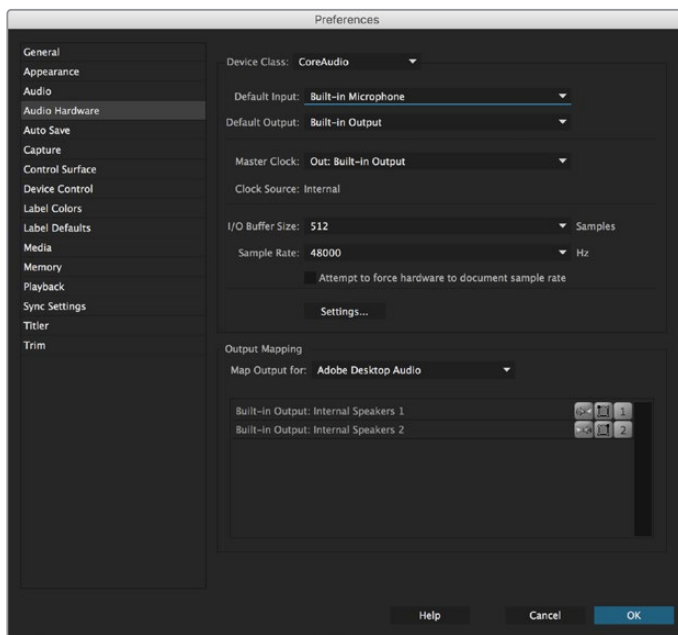 Preferences
General
Appearance
Audio
Audio Hardware
Auto Save
Capture
Control Surface
Device Control
Label Colors
Label Defaults
Media
Memory
Playback
Sync Settings
Titler
Trim
Device Class: CoreAudio
Default Input: Built-in Microphone
Default Output: Built-in Output
Master Clock: Out: Built-in Output
Clock Source: Internal
I/O Buffer Size: 512 Samples
Sample Rate: 48000 Hz
Attempt to force hardware to document sample rate
Settings...
Output Mapping
Map Output for: Adobe Desktop Audio
Built-in Output: Internal Speakers 1 1
Built-in Output: Internal Speakers 2 2
Help Cancel OK